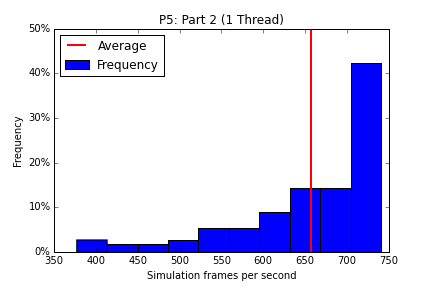 P5: Part 2 (1 Thread)
50%
40%
30%
20%
10%
0%
Frequency
Average
Frequency
350 400 450 500 550 600 650 700 750
Simulation frames per second